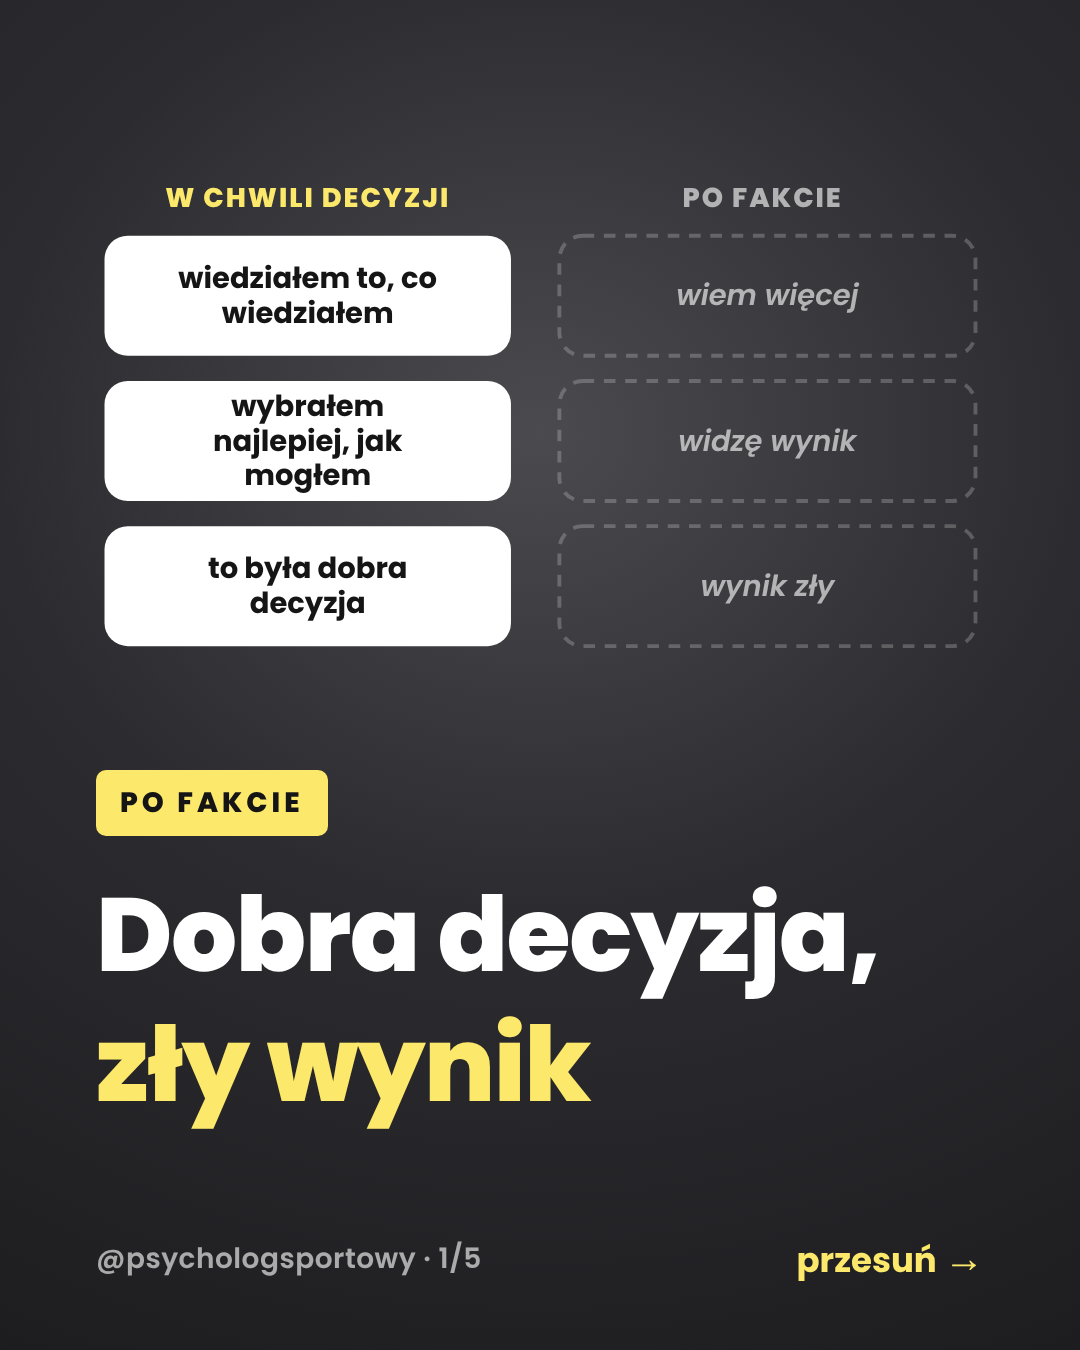 W CHWILI DECYZJI
PO FAKCIE
wiedziałem to, co
wiedziałem
wiem więcej
wybrałem
najlepiej, jak
mogłem
widzę wynik
to była dobra
decyzja
wynik zły
PO FAKCIE
Dobra decyzja,
zły wynik
@psychologsportowy · 1/5
przesuń →